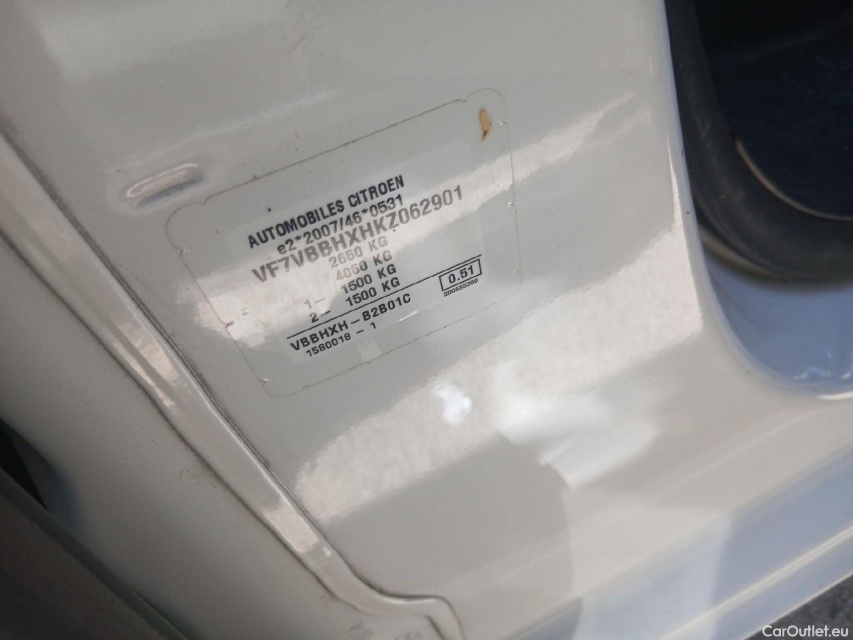 AUTOMOBILES CITROEN
e2*2007/46*0531
VF7VBBHXHKZ062901
2660 KG
4060 KG
1- 1500 KG
2- 1500 KG
VBBHXH-B2B01C
0.51
1580018 - 1
CarOutlet.eu